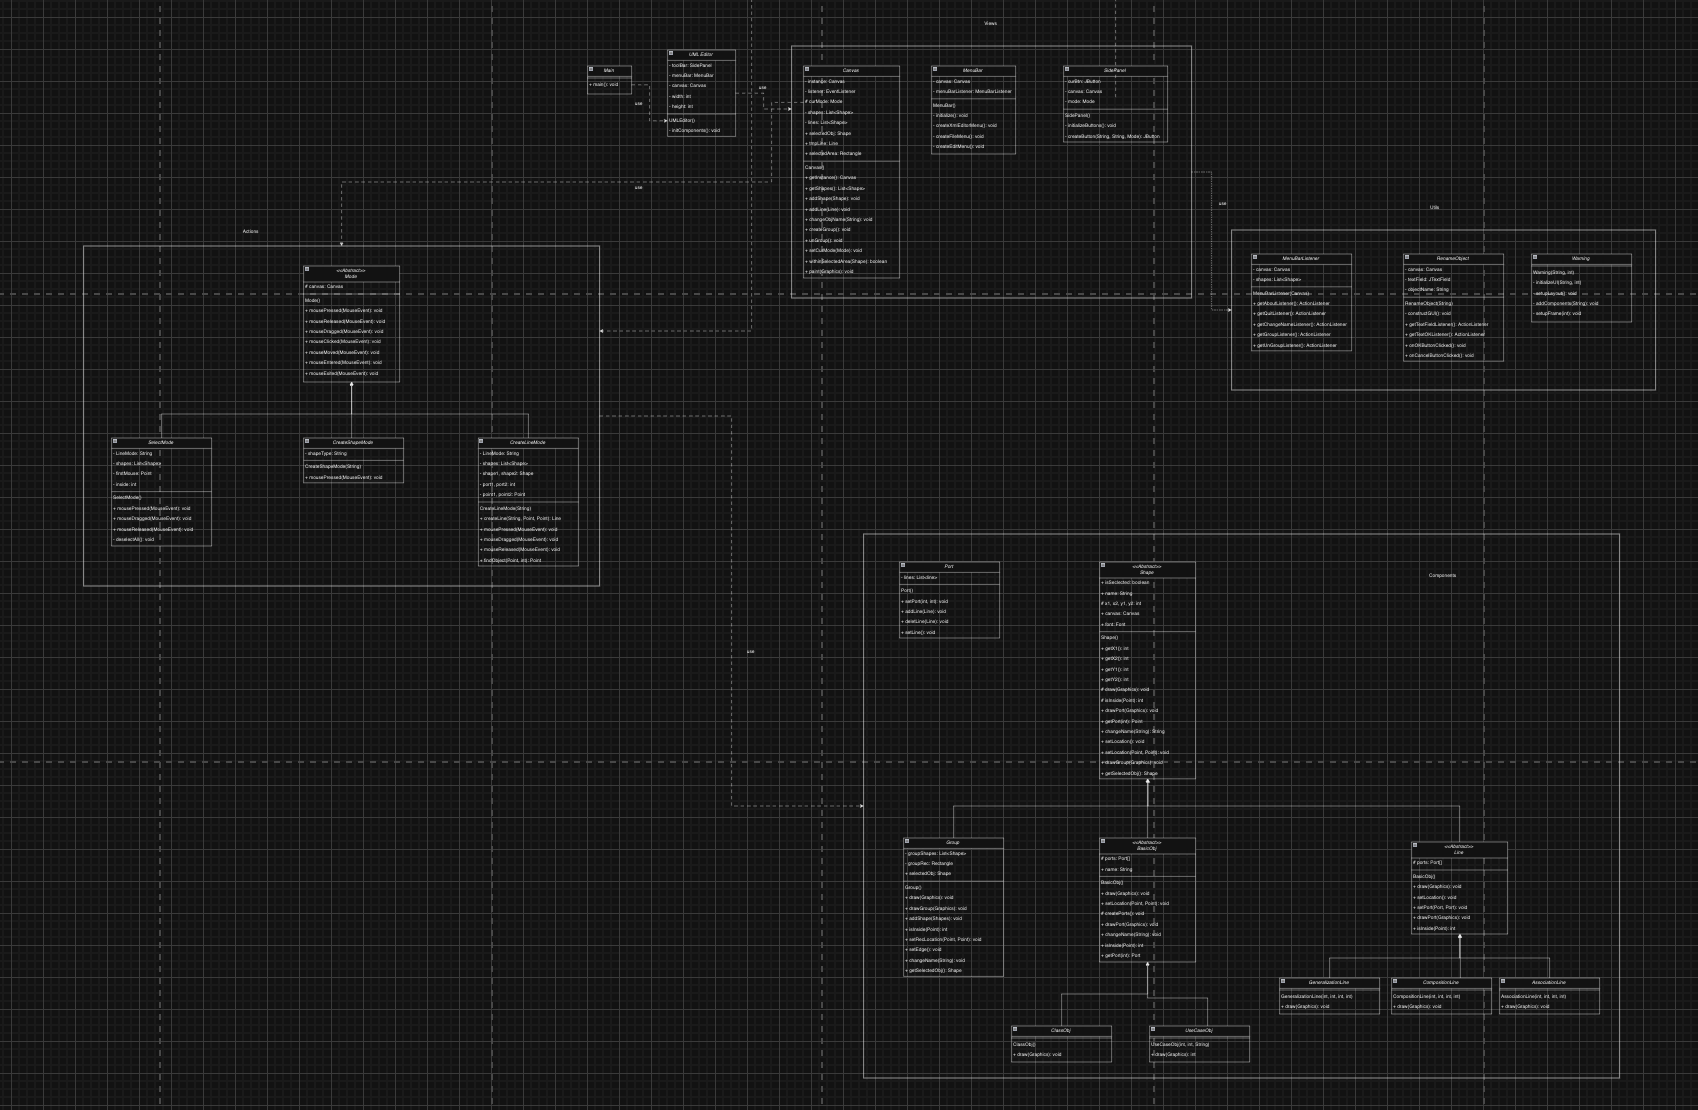 Views
Main
+ main(): void
use
UMLEditor
- toolBar: SidePanel
- menuBar: MenuBar
- canvas: Canvas
- width: int
- height: int
UMLEditor()
- initComponents(): void
use
Canvas
- instance: Canvas
- listener: EventListener
# curMode: Mode
- shapes: List<Shape>
- lines: List<Shape>
+ selectedObj: Shape
+ tmpLine: Line
+ selectedArea: Rectangle
Canvas()
+ getInstance(): Canvas
+ getShapes(): List<Shape>
+ addShape(Shape): void
+ addLine(Line): void
+ changeObjName(String): void
+ createGroup(): void
+ unGroup(): void
+ setCurMode(Mode): void
+ withinSelectedArea(Shape): boolean
+ paint(Graphics): void
MenuBar
- canvas: Canvas
- menuBarListener: MenuBarListener
MenuBar()
- initialize(): void
- createXmlEditorMenu(): void
- createFileMenu(): void
- createEditMenu(): void
SidePanel
- curBtn: JButton
- canvas: Canvas
- mode: Mode
SidePanel()
- initializeButtons(): void
- createButton(String, String, Mode): JButton
use
use
Utils
MenuBarListener
- canvas: Canvas
- shapes: List<Shape>
MenuBarListener(Canvas)
+ getAboutListener(): ActionListener
+ getQuitListener(): ActionListener
+ getChangeNameListener(): ActionListener
+ getGroupListener(): ActionListener
+ getUnGroupListener(): ActionListener
RenameObject
- canvas: Canvas
- textField: JTextField
- objectName: String
RenameObject(String)
- constructGUI(): void
+ getTextFieldListener(): ActionListener
+ getTextOKListener(): ActionListener
+ onOKButtonClicked(): void
+ onCancelButtonClicked(): void
Warning
Warning(String, int)
- initializeUI(String, int)
- setupLayout(): void
- addComponents(String): void
- setupFrame(int): void
Actions
<<Abstract>>
Mode
# canvas: Canvas
Mode()
+ mousePressed(MouseEvent): void
+ mouseReleased(MouseEvent): void
+ mouseDragged(MouseEvent): void
+ mouseClicked(MouseEvent): void
+ mouseMoved(MouseEvent): void
+ mouseEntered(MouseEvent): void
+ mouseExited(MouseEvent): void
SelectMode
- LineMode: String
- shapes: List<Shape>
- firstMouse: Point
- inside: int
SelectMode()
+ mousePressed(MouseEvent): void
+ mouseDragged(MouseEvent): void
+ mouseReleased(MouseEvent): void
- deselectAll(): void
CreateShapeMode
- shapeType: String
CreateShapeMode(String)
+ mousePressed(MouseEvent): void
CreateLineMode
- LineMode: String
- shapes: List<Shape>
- shape1, shape2: Shape
- port1, port2: int
- point1, point2: Point
CreateLineMode(String)
+ createLine(String, Point, Point): Line
+ mousePressed(MouseEvent): void
+ mouseDragged(MouseEvent): void
+ mouseReleased(MouseEvent): void
+ findObject(Point, int): Point
use
Components
Port
- lines: List<line>
Port()
+ setPort(int, int): void
+ addLine(Line): void
+ deletLine(Line): void
+ setLine(): void
<<Abstract>>
Shape
+ isSeclected: boolean
+ name: String
# x1, x2, y1, y2: int
+ canvas: Canvas
+ font: Font
Shape()
+ getX1(): int
+ getX2(): int
+ getY1(): int
+ getY2(): int
# draw(Graphics): void
# isInside(Point): int
+ drawPort(Graphics): void
+ getPort(int): Point
+ changeName(String): String
+ setLocation(): void
+ setLocation(Point, Point): void
+ drawGroup(Graphics): void
+ getSelectedObj(): Shape
Group
- groupShapes: List<Shape>
- groupRec: Rectangle
+ selectedObj: Shape
Group()
+ draw(Graphics): void
+ drawGroup(Graphics): void
+ addShape(Shapes): void
+ isInside(Point): int
+ setRecLocation(Point, Point): void
+ setEdge(): void
+ changeName(String): void
+ getSelectedObj(): Shape
<<Abstract>>
BasicObj
# ports: Port[]
+ name: String
BasicObj()
+ draw(Graphics): void
+ setLocation(Point, Point): void
# createPorts(): void
+ drawPort(Graphics): void
+ changeName(String): void
+ isInside(Point): int
+ getPort(int): Port
<<Abstract>>
Line
# ports: Port[]
BasicObj()
+ draw(Graphics): void
+ setLocation(): void
+ setPort(Port, Port): void
+ drawPort(Graphics): void
+ isInside(Point): int
GeneralizationLine
GeneralizationLine(int, int, int, int)
+ draw(Graphics): void
CompositionLine
CompositionLine(int, int, int, int)
+ draw(Graphics): void
AssociationLine
AssociationLine(int, int, int, int)
+ draw(Graphics): void
ClassObj
ClassObj()
+ draw(Graphics): void
UseCaseObj
UseCaseObj(int, int, String)
+ draw(Graphics): int